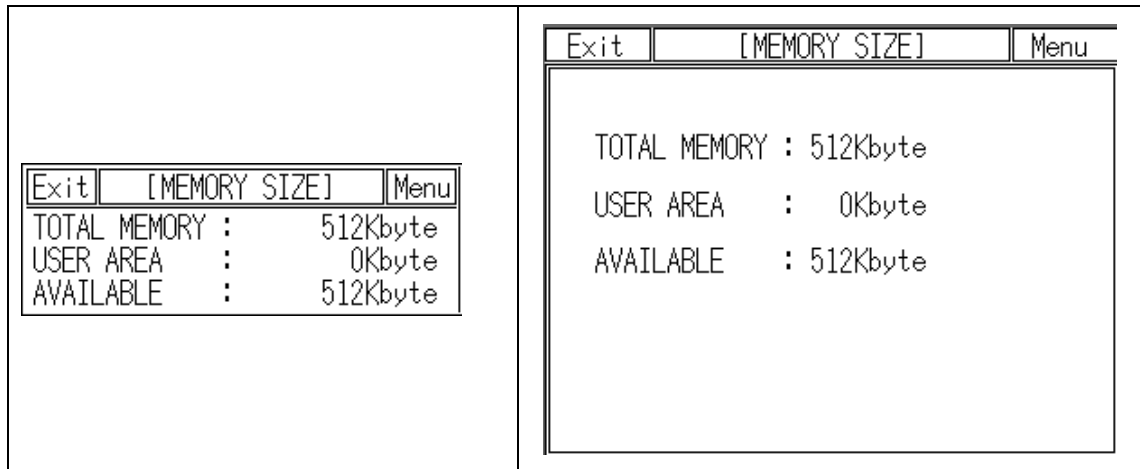 Exit [MEMORY SIZE] Menu
TOTAL MEMORY : 512Kbyte
USER AREA : 0Kbyte
AVAILABLE : 512Kbyte
Exit [MEMORY SIZE] Menu
TOTAL MEMORY : 512Kbyte
USER AREA : 0Kbyte
AVAILABLE : 512Kbyte